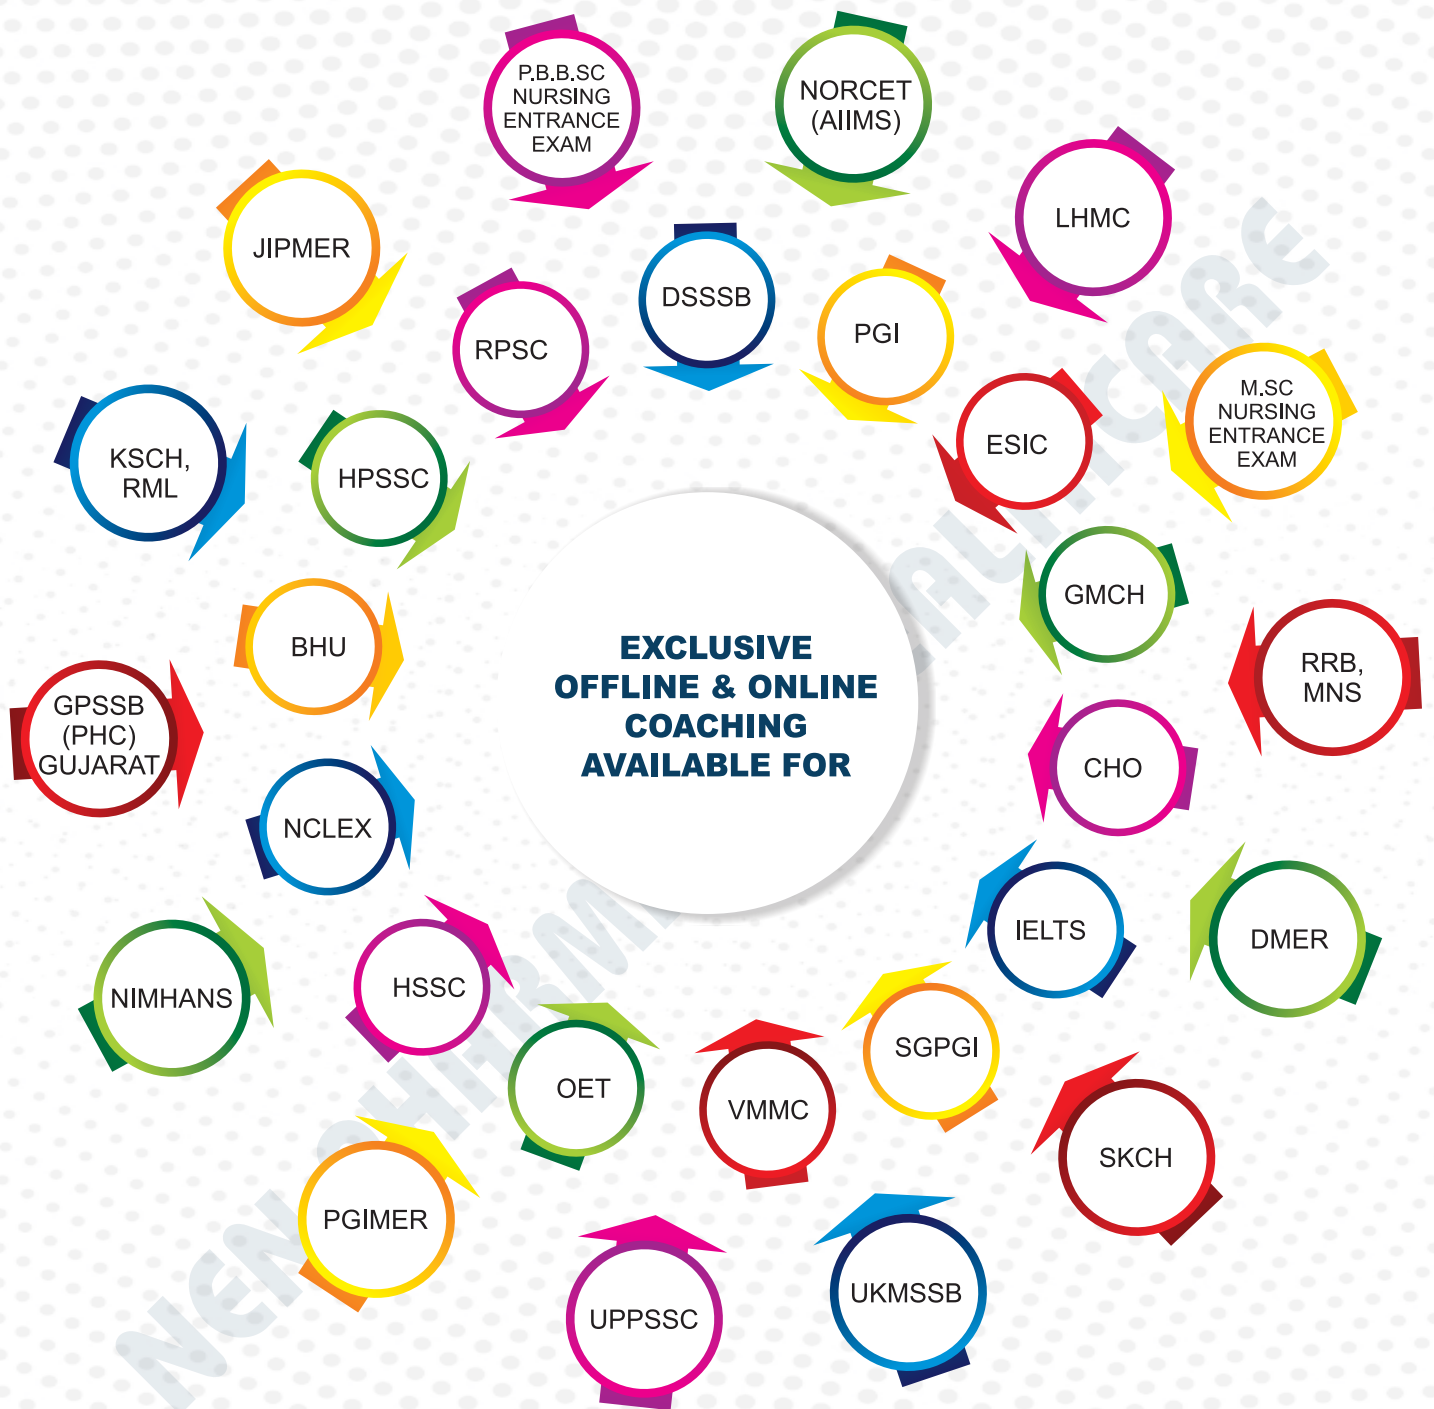 P.B.B.SC
NURSING
ENTRANCE
EXAM
NORCET
(AIIMS)
LHMC
JIPMER
DSSSB
RPSC
PGI
M.SC
NURSING
ENTRANCE
EXAM
ESIC
KSCH,
RML
HPSSC
GMCH
BHU
RRB,
MNS
EXCLUSIVE
OFFLINE & ONLINE
COACHING
AVAILABLE FOR
GPSSB
(PHC)
GUJARAT
CHO
NCLEX
IELTS
DMER
NIMHANS
HSSC
SGPGI
OET
VMMC
SKCH
PGIMER
UPPSSC
UKMSSB